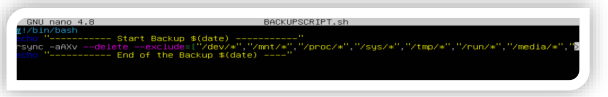 GNU nano 4.8 BACKUPSCRIPT.sh
#!/bin/bash
echo "----------- Start Backup $(date) -----------"
rsync -aAXv --delete --exclude={"/dev/*","/mnt/*","/proc/*","/sys/*","/tmp/*","/run/*","/media/*","
echo "----------- End of the Backup $(date) ----"